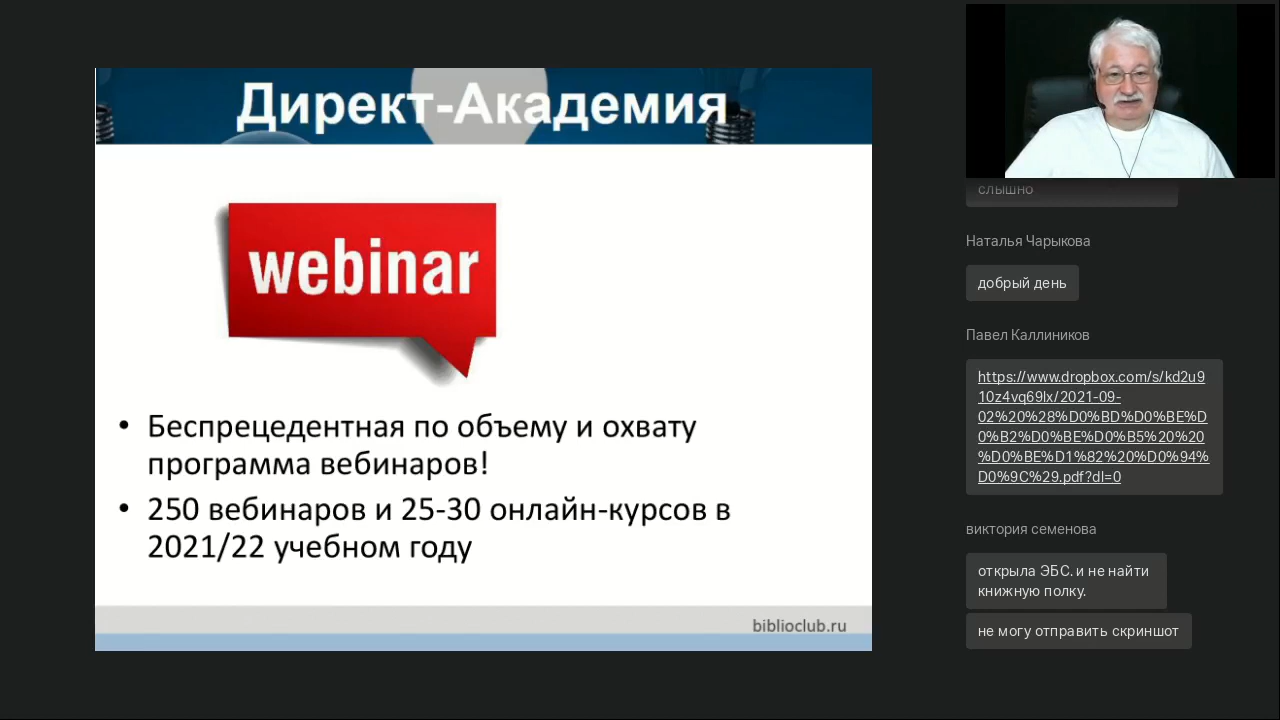 Директ-Академия
webinar
• Беспрецедентная по объему и охвату
программа вебинаров!
• 250 вебинаров и 25-30 онлайн-курсов в
2021/22 учебном году
biblioclub.ru
слышно
Наталья Чарыкова
добрый день
Павел Каллиников
https://www.dropbox.com/s/kd2u9
10z4vq69lx/2021-09-
02%20%28%D0%BD%D0%BE%D
0%B2%D0%BE%D0%B5%20%20
%D0%BE%D1%82%20%D0%94%
D0%9C%29.pdf?dl=0
виктория семенова
открыла ЭБС. и не найти
книжную полку.
не могу отправить скриншот